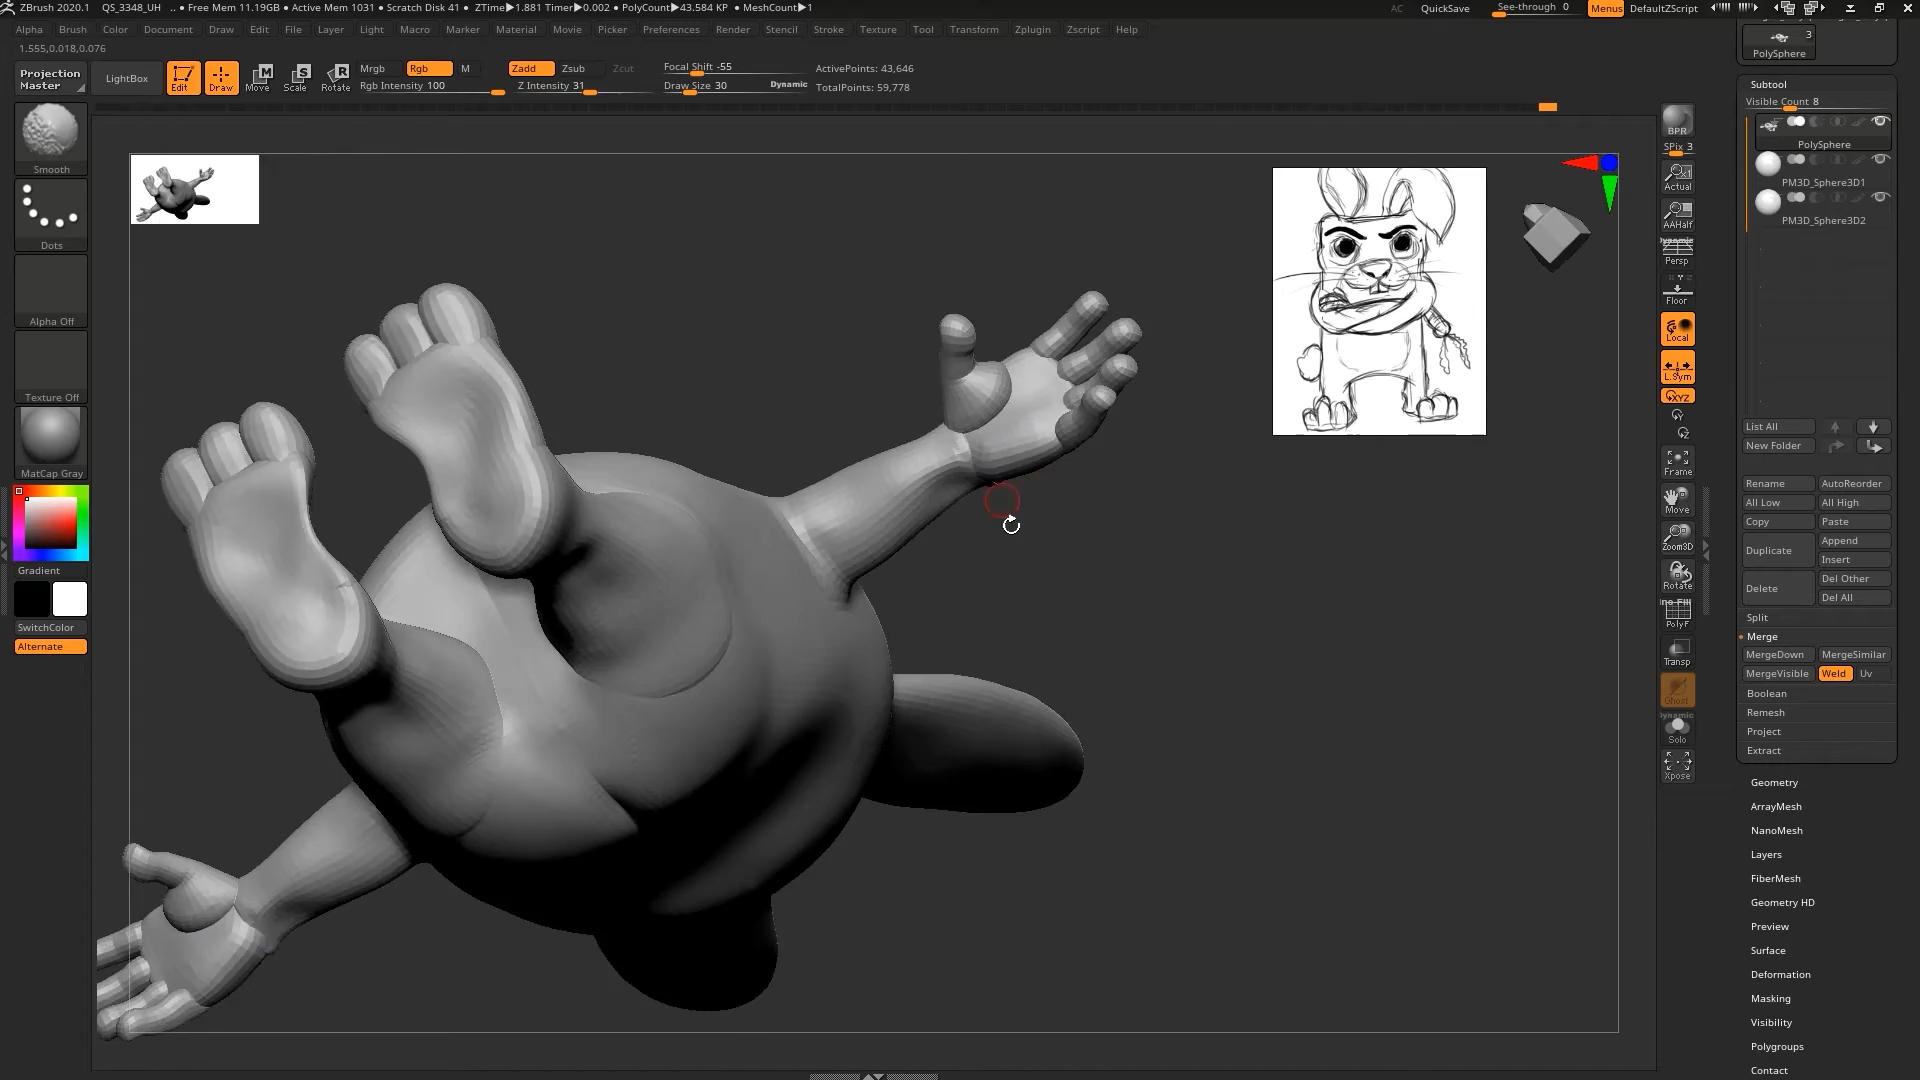 ZBrush 2020.1 QS_3348_UH .. ● Free Mem 11.19GB ● Active Mem 1031 ● Scratch Disk 41 ● ZTime▶1.881 Timer▶0.002 ● PolyCount▶43.584 KP ● MeshCount▶1 AC QuickSave See-through 0 Menus DefaultZScript
Alpha Brush Color Document Draw Edit File Layer Light Macro Marker Material Movie Picker Preferences Render Stencil Stroke Texture Tool Transform Zplugin Zscript Help
1.555,0.018,0.076
Projection
Master
LightBox
Edit
Draw
Move
Scale
Rotate
Mrgb Rgb M
Rgb Intensity 100
Zadd Zsub Zcut
Z Intensity 31
Focal Shift -55
Draw Size 30
Dynamic
ActivePoints: 43,646
TotalPoints: 59,778
Smooth
Dots
Alpha Off
Texture Off
MatCap Gray
Gradient
SwitchColor
Alternate
BPR
SPix 3
Actual
AAHalf
Dynamic
Persp
Floor
Local
L.Sym
XYZ
Frame
Move
Zoom3D
Rotate
PolyF
Transp
Ghost
Dynamic
Solo
Xpose
3
PolySphere
Subtool
Visible Count 8
PolySphere
PM3D_Sphere3D1
PM3D_Sphere3D2
List All
New Folder
Rename AutoReorder
All Low All High
Copy Paste
Duplicate Append
Insert
Delete Del Other
Del All
Split
Merge
MergeDown MergeSimilar
MergeVisible Weld Uv
Boolean
Remesh
Project
Extract
Geometry
ArrayMesh
NanoMesh
Layers
FiberMesh
Geometry HD
Preview
Surface
Deformation
Masking
Visibility
Polygroups
Contact